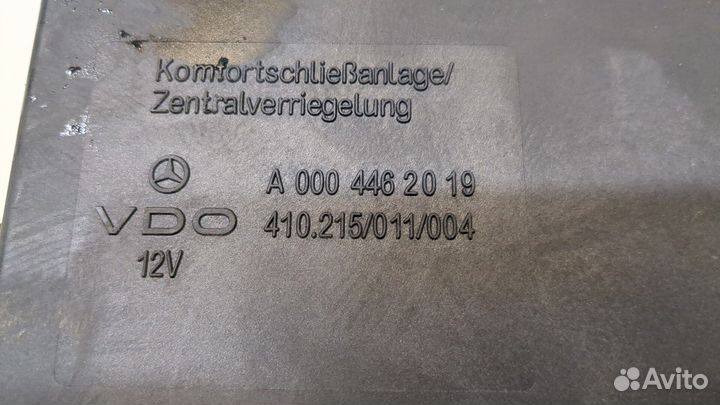 Komfortschließanlage/
Zentralverriegelung
A 000 446 20 19
VDO 410.215/011/004
12V
Avito